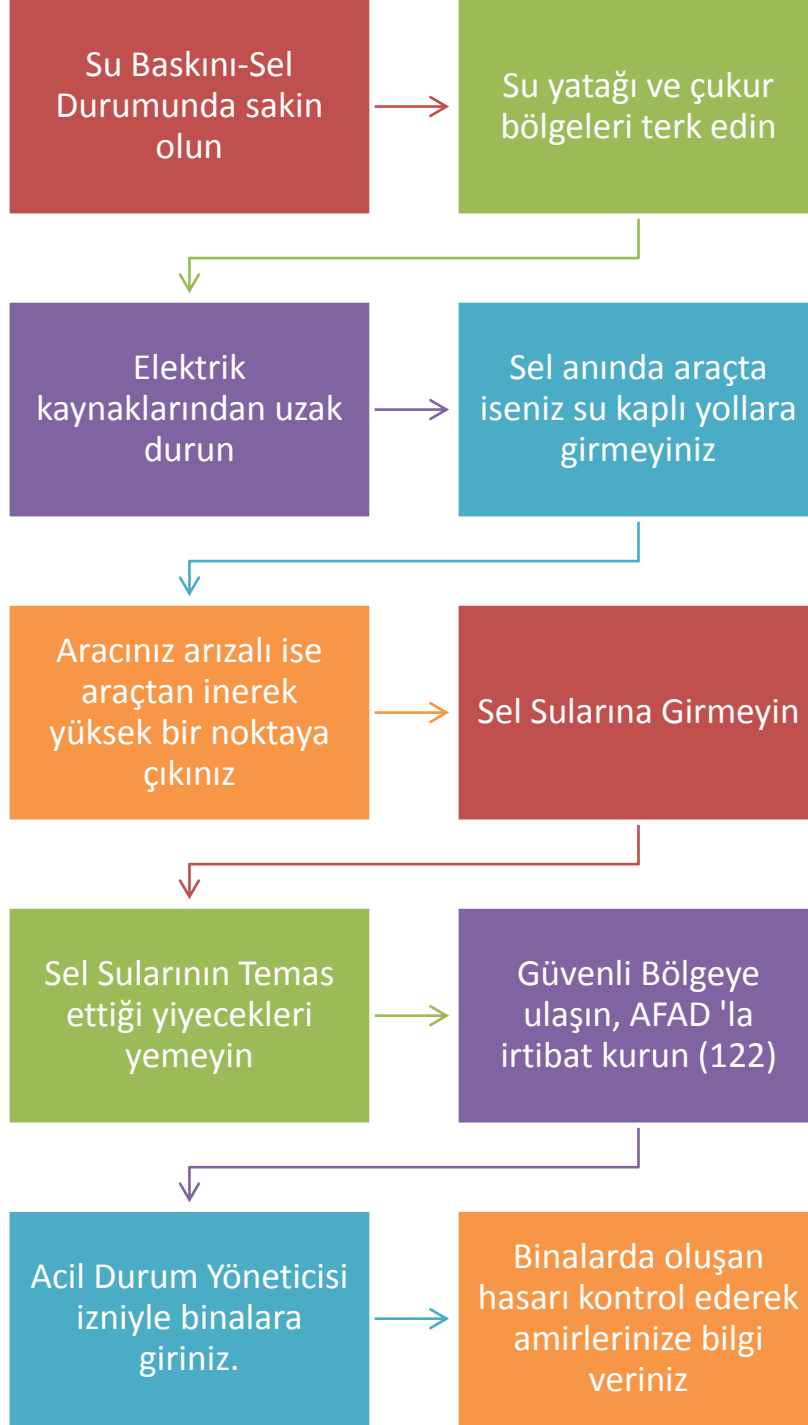 Su Baskını-Sel
Durumunda sakin
olun
Su yatağı ve çukur
bölgeleri terk edin
Elektrik
kaynaklarından uzak
durun
Sel anında araçta
iseniz su kaplı yollara
girmeyiniz
Aracınız arızalı ise
araçtan inerek
yüksek bir noktaya
çıkınız
Sel Sularına Girmeyin
Sel Sularının Temas
ettiği yiyecekleri
yemeyin
Güvenli Bölgeye
ulaşın, AFAD 'la
irtibat kurun (122)
Acil Durum Yöneticisi
izniyle binalara
giriniz.
Binalarda oluşan
hasarı kontrol ederek
amirlerinize bilgi
veriniz